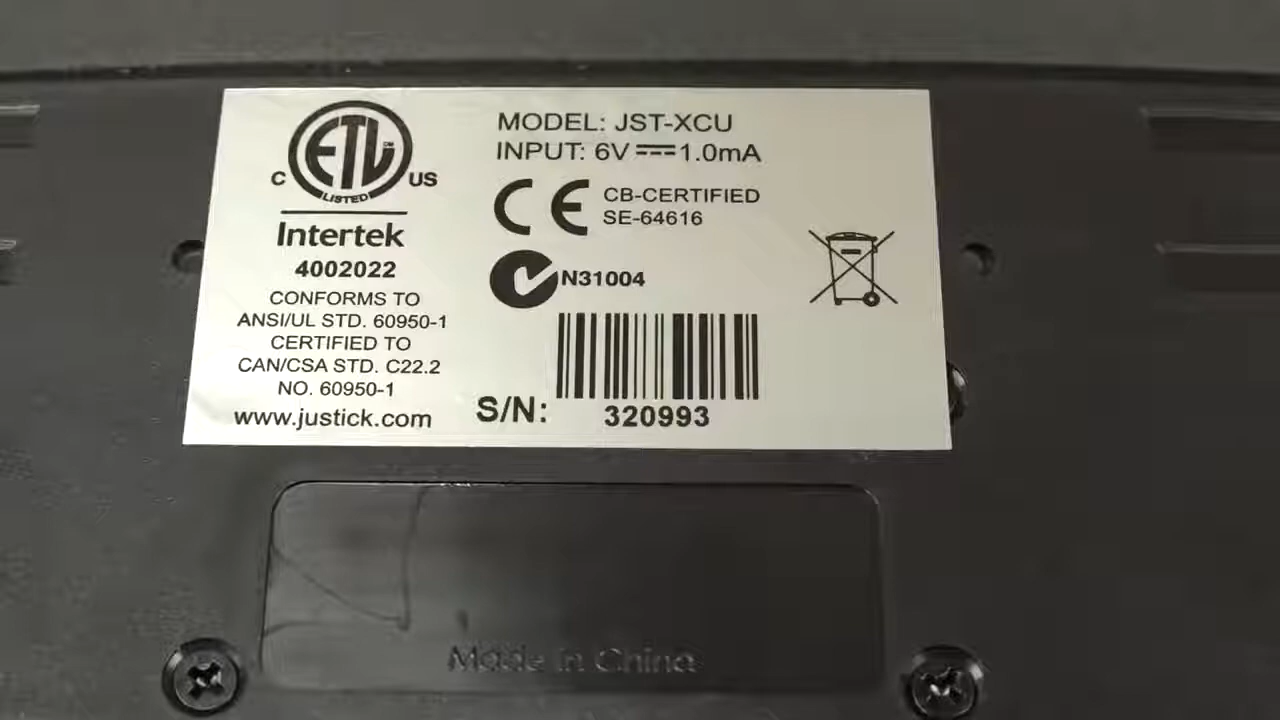 ETL
C US
LISTED
Intertek
4002022
CONFORMS TO
ANSI/UL STD. 60950-1
CERTIFIED TO
CAN/CSA STD. C22.2
NO. 60950-1
www.justick.com
MODEL: JST-XCU
INPUT: 6V ⎓ 1.0mA
CE CB-CERTIFIED
SE-64616
N31004
S/N: 320993
Made in China